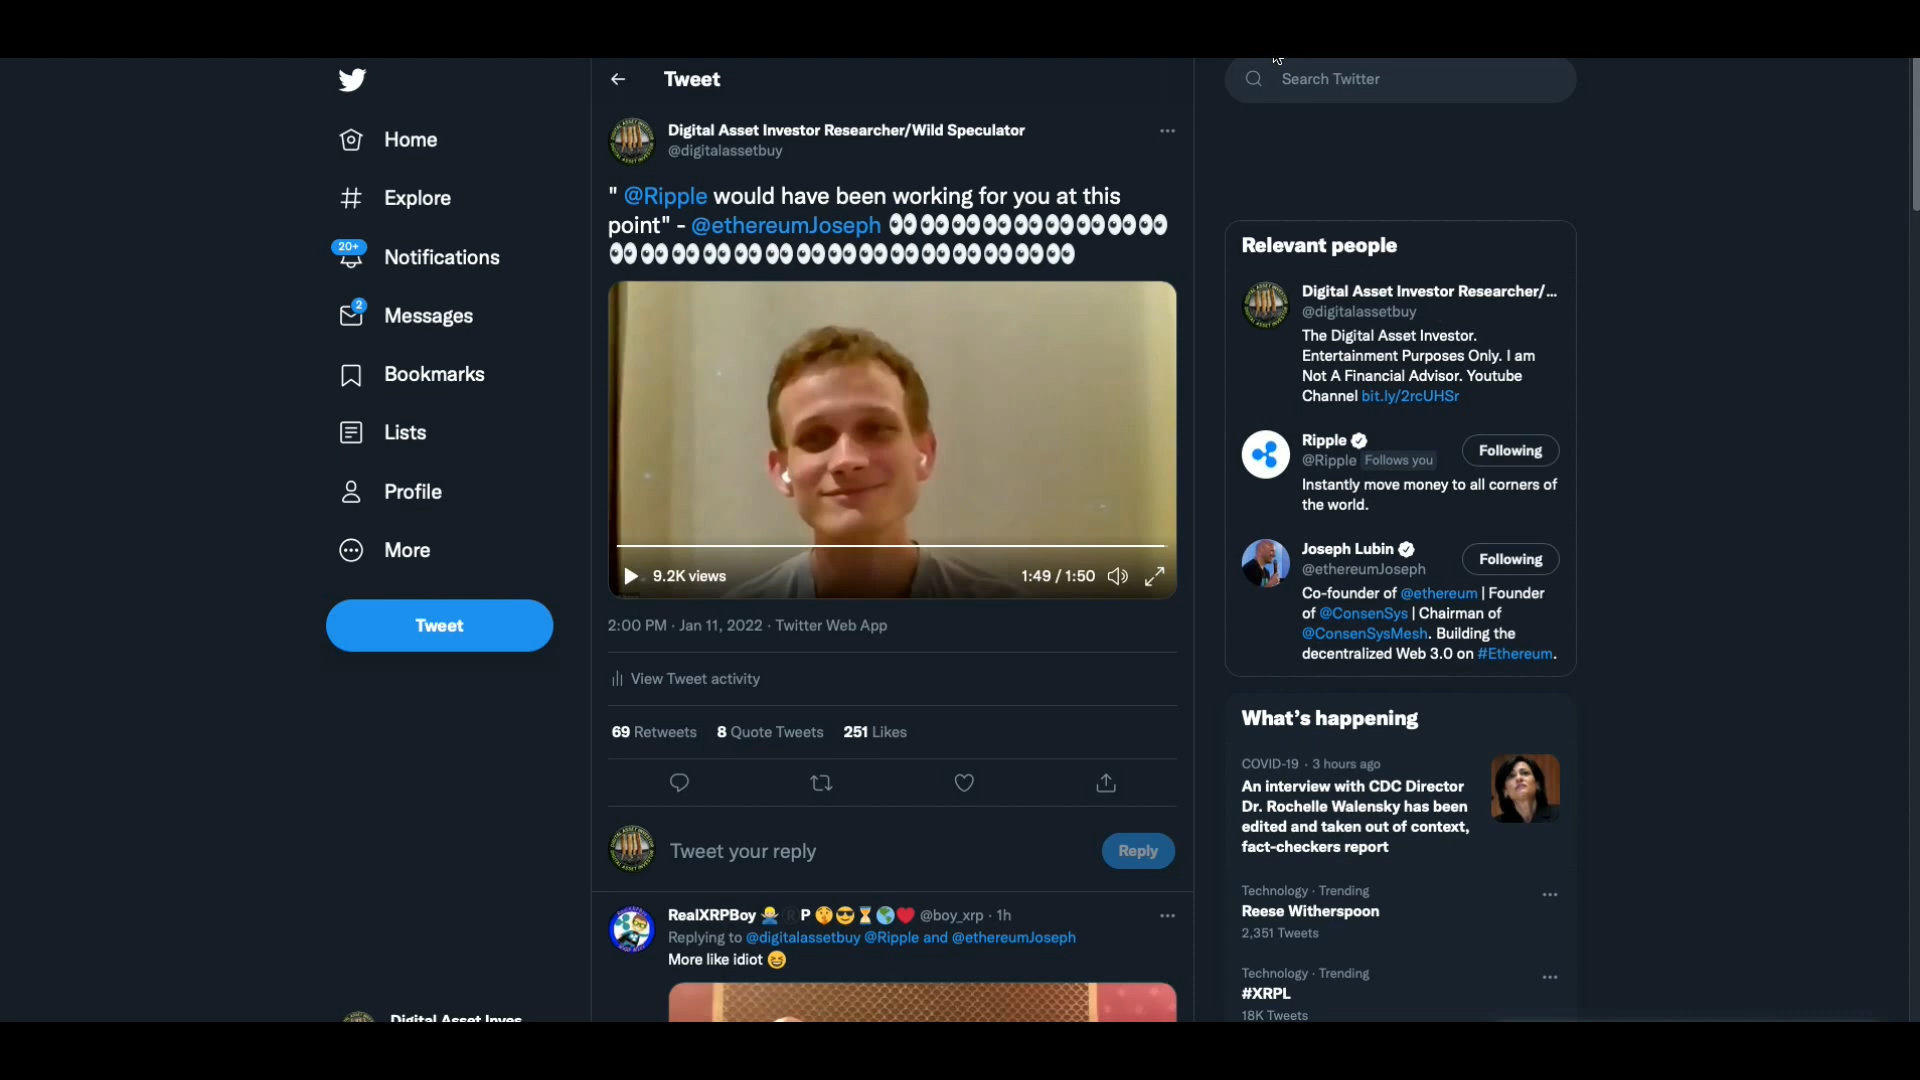 Home
Explore
20+
Notifications
2
Messages
Bookmarks
Lists
Profile
More
Tweet
Tweet
Digital Asset Investor Researcher/Wild Speculator
@digitalassetbuy
" @Ripple would have been working for you at this
point" - @ethereumJoseph 👀👀👀👀👀👀👀👀👀
👀👀👀👀👀👀👀👀👀👀👀👀👀👀👀
9.2K views
1:49 / 1:50
2:00 PM · Jan 11, 2022 · Twitter Web App
View Tweet activity
69 Retweets 8 Quote Tweets 251 Likes
Tweet your reply
Reply
RealXRPBoy 🙅‍♂️ R P 🤫😎⏳🌎❤️ @boy_xrp · 1h
Replying to @digitalassetbuy @Ripple and @ethereumJoseph
More like idiot 😆
Search Twitter
Relevant people
Digital Asset Investor Researcher/...
@digitalassetbuy
The Digital Asset Investor.
Entertainment Purposes Only. I am
Not A Financial Advisor. Youtube
Channel bit.ly/2rcUHSr
Ripple
@Ripple Follows you
Following
Instantly move money to all corners of
the world.
Joseph Lubin
@ethereumJoseph
Following
Co-founder of @ethereum | Founder
of @ConsenSys | Chairman of
@ConsenSysMesh. Building the
decentralized Web 3.0 on #Ethereum.
What's happening
COVID-19 · 3 hours ago
An interview with CDC Director
Dr. Rochelle Walensky has been
edited and taken out of context,
fact-checkers report
Technology · Trending
Reese Witherspoon
2,351 Tweets
Technology · Trending
#XRPL
18K Tweets
Digital Asset Inves